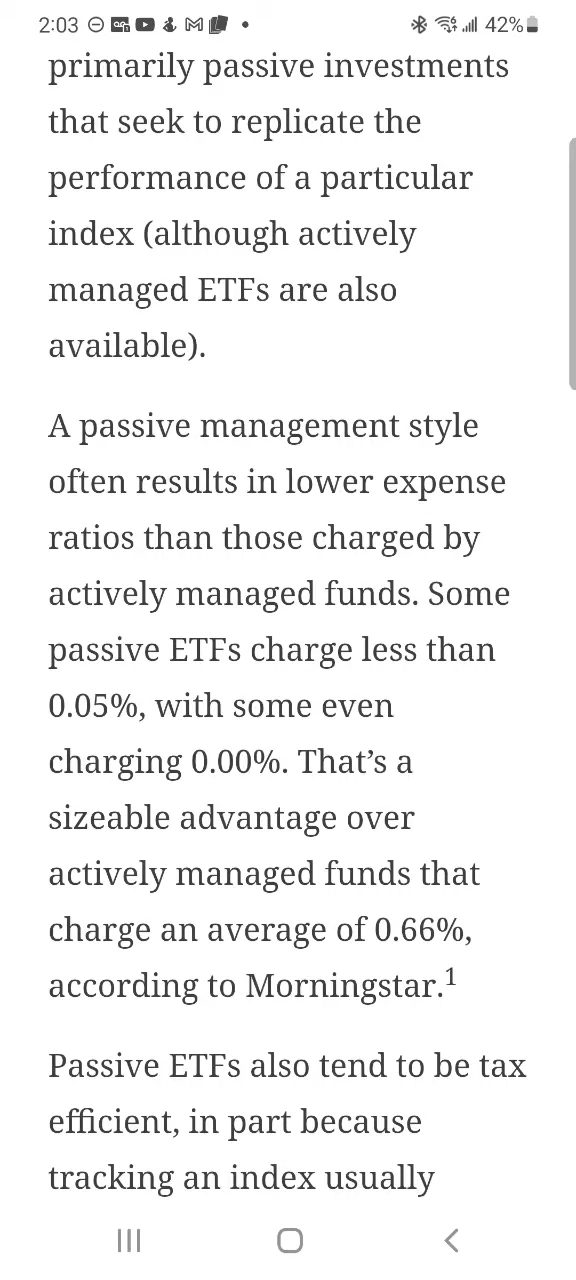 2:03 42%
primarily passive investments
that seek to replicate the
performance of a particular
index (although actively
managed ETFs are also
available).
A passive management style
often results in lower expense
ratios than those charged by
actively managed funds. Some
passive ETFs charge less than
0.05%, with some even
charging 0.00%. That’s a
sizeable advantage over
actively managed funds that
charge an average of 0.66%,
according to Morningstar.¹
Passive ETFs also tend to be tax
efficient, in part because
tracking an index usually